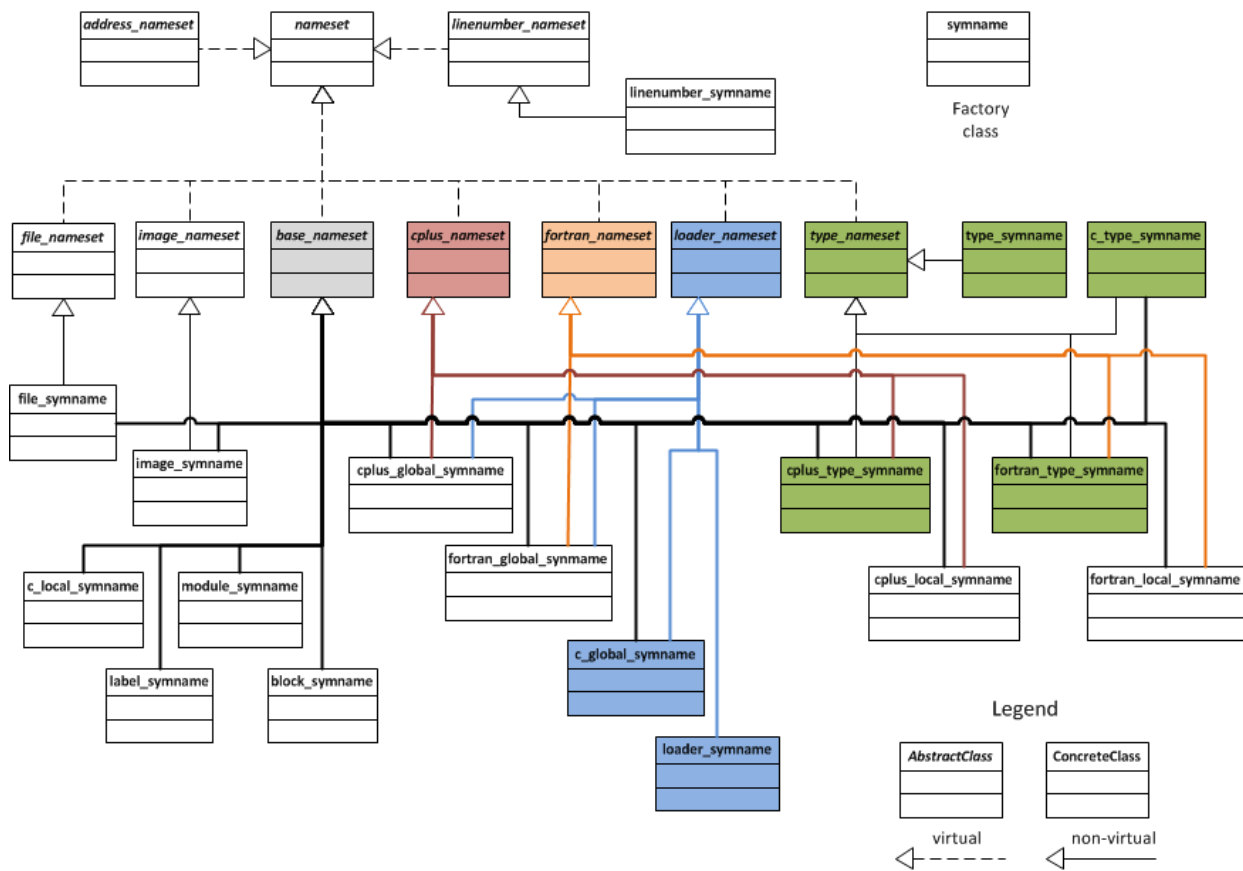 address_nameset
nameset
linenumber_nameset
symname
linenumber_symname
Factory
class
file_nameset
image_nameset
base_nameset
cplus_nameset
fortran_nameset
loader_nameset
type_nameset
type_symname
c_type_symname
file_symname
image_symname
cplus_global_symname
cplus_type_symname
fortran_type_symname
c_local_symname
module_symname
fortran_global_synmame
cplus_local_symname
fortran_local_symname
label_symname
block_symname
c_global_symname
loader_symname
Legend
AbstractClass
ConcreteClass
virtual
non-virtual